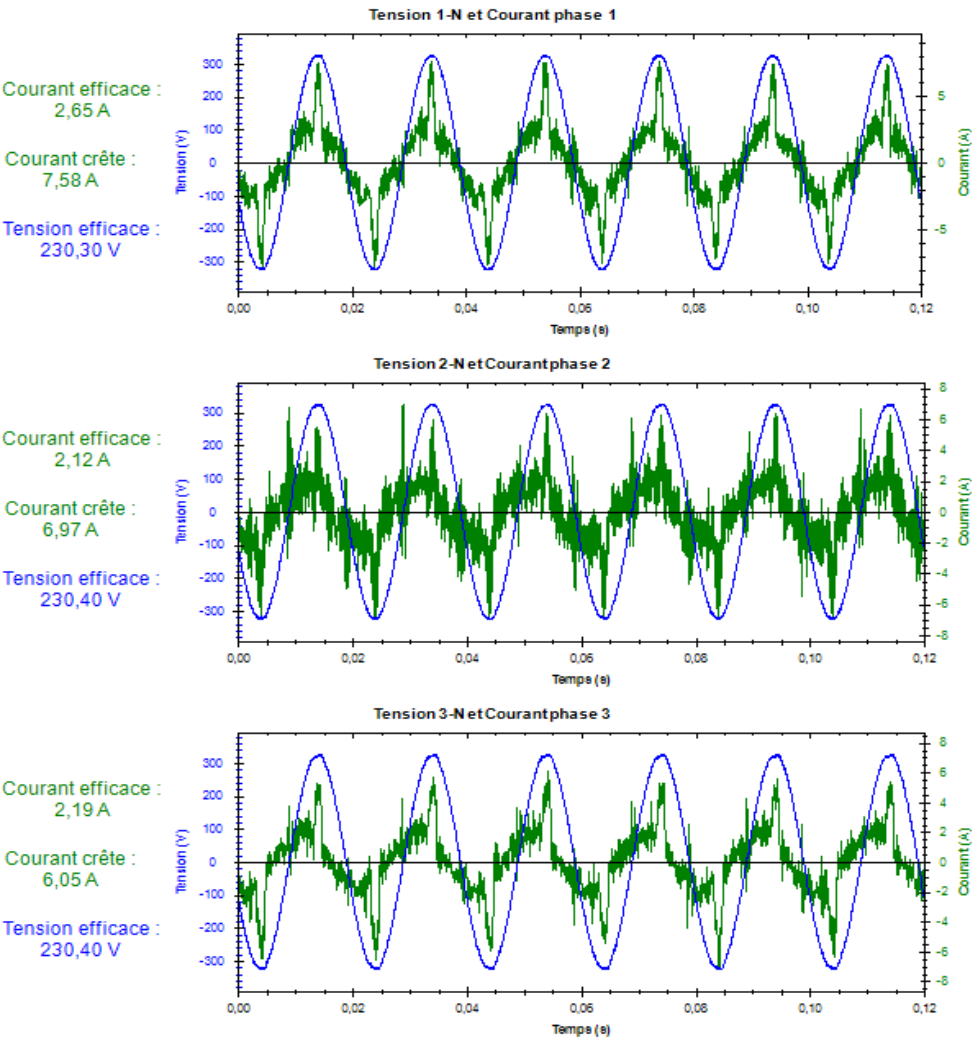 Tension 1-N et Courant phase 1
Courant efficace :
2,65 A
Courant crête :
7,58 A
Tension efficace :
230,30 V
Tension (V)
300
200
100
0
-100
-200
-300
5
0
-5
Courant (A)
0,00
0,02
0,04
0,06
0,08
0,10
0,12
Temps (s)
Tension 2-N et Courant phase 2
Courant efficace :
2,12 A
Courant crête :
6,97 A
Tension efficace :
230,40 V
Tension (V)
300
200
100
0
-100
-200
-300
8
6
4
2
0
-2
-4
-6
-8
Courant (A)
0,00
0,02
0,04
0,06
0,08
0,10
0,12
Temps (s)
Tension 3-N et Courant phase 3
Courant efficace :
2,19 A
Courant crête :
6,05 A
Tension efficace :
230,40 V
Tension (V)
300
200
100
0
-100
-200
-300
8
6
4
2
0
-2
-4
-6
-8
Courant (A)
0,00
0,02
0,04
0,06
0,08
0,10
0,12
Temps (s)